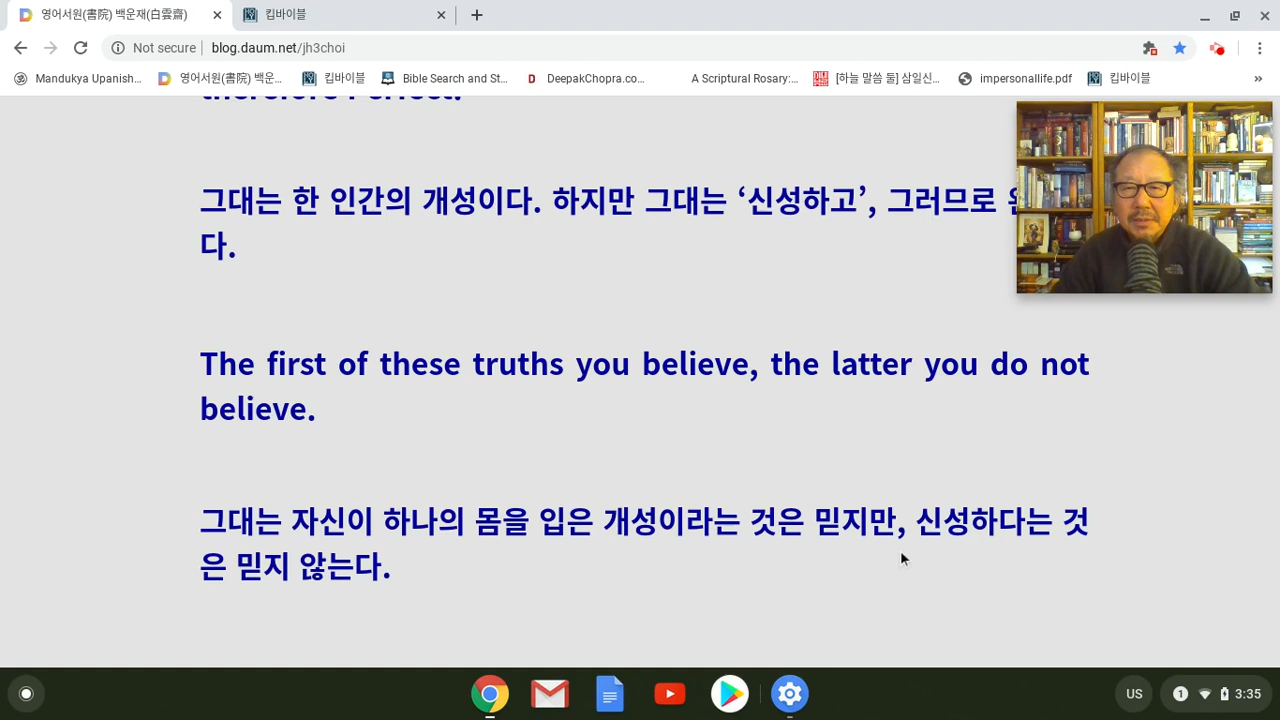 영어서원(書院) 백운재(白雲齋)
킵바이블
Not secure
blog.daum.net/jh3choi
Mandukya Upanish...
영어서원(書院) 백운...
킵바이블
Bible Search and St...
DeepakChopra.co...
A Scriptural Rosary:...
[하늘 말씀 둘] 삼일신...
impersonallife.pdf
킵바이블
그대는 한 인간의 개성이다. 하지만 그대는 ‘신성하고’, 그러므로
다.
The first of these truths you believe, the latter you do not
believe.
그대는 자신이 하나의 몸을 입은 개성이라는 것은 믿지만, 신성하다는 것
은 믿지 않는다.
US
1
3:35